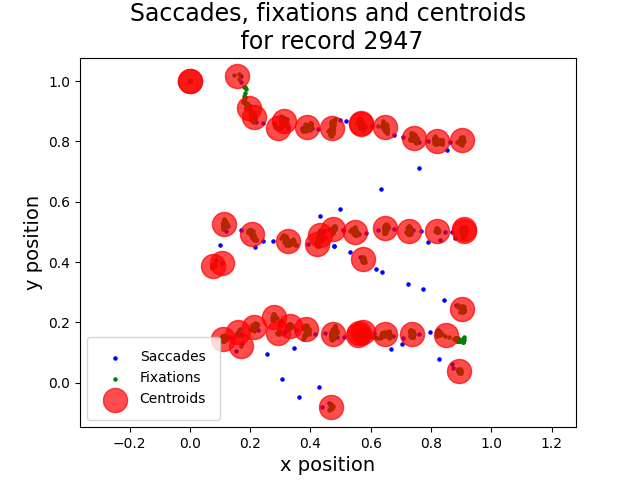 Saccades, fixations and centroids
for record 2947
1.0
0.8
0.6
0.4
0.2
0.0
y position
Saccades
Fixations
Centroids
−0.2 0.0 0.2 0.4 0.6 0.8 1.0 1.2
x position